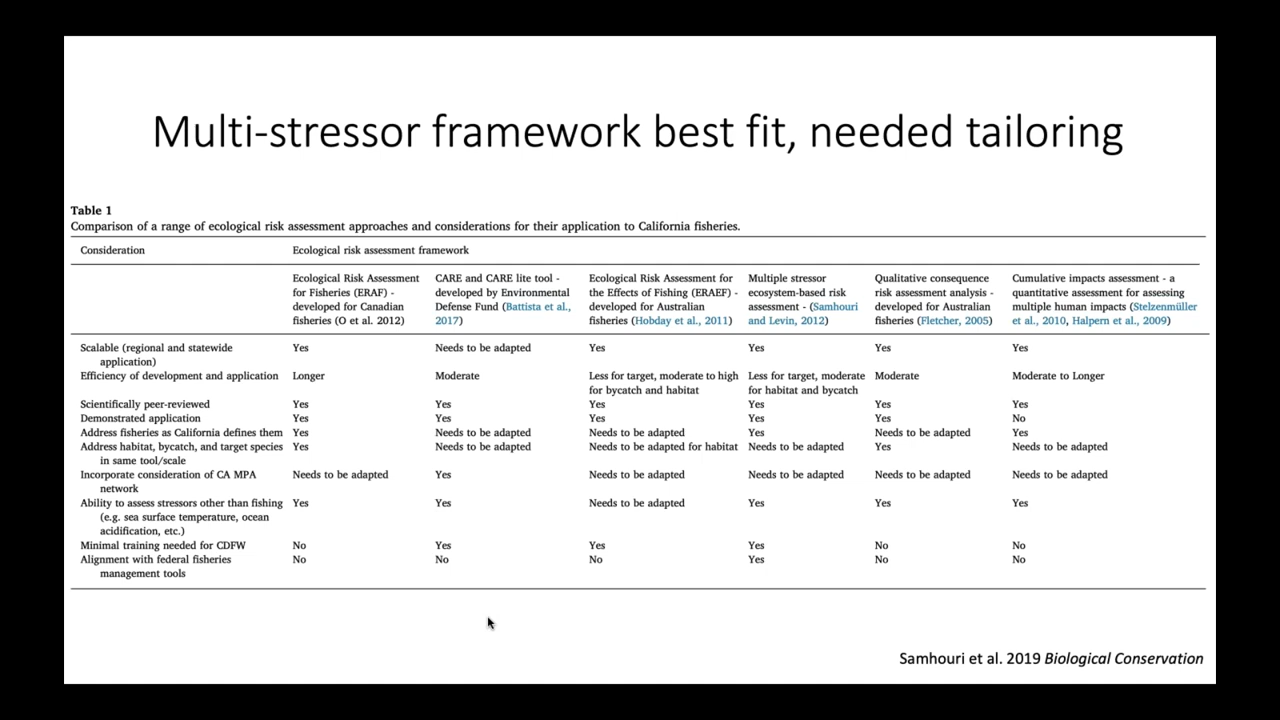 Multi-stressor framework best fit, needed tailoring
Table 1
Comparison of a range of ecological risk assessment approaches and considerations for their application to California fisheries.
Consideration Ecological risk assessment framework
Ecological Risk Assessment CARE and CARE lite tool - Ecological Risk Assessment for Multiple stressor Qualitative consequence Cumulative impacts assessment - a
for Fisheries (ERAF) - developed by Environmental the Effects of Fishing (ERAEF) - ecosystem-based risk risk assessment analysis - quantitative assessment for assessing
developed for Canadian Defense Fund (Battista et al., developed for Australian assessment - (Samhouri developed for Australian multiple human impacts (Stelzenmüller
fisheries (O et al. 2012) 2017) fisheries (Hobday et al., 2011) and Levin, 2012) fisheries (Fletcher, 2005) et al., 2010, Halpern et al., 2009)
Scalable (regional and statewide Yes Needs to be adapted Yes Yes Yes Yes
application)
Efficiency of development and application Longer Moderate Less for target, moderate to high Less for target, moderate Moderate Moderate to Longer
for bycatch and habitat for habitat and bycatch
Scientifically peer-reviewed Yes Yes Yes Yes Yes Yes
Demonstrated application Yes Yes Yes Yes Yes No
Address fisheries as California defines them Yes Needs to be adapted Needs to be adapted Yes Needs to be adapted Yes
Address habitat, bycatch, and target species Yes Needs to be adapted Needs to be adapted for habitat Needs to be adapted Yes Needs to be adapted
in same tool/scale
Incorporate consideration of CA MPA Needs to be adapted Yes Needs to be adapted Needs to be adapted Needs to be adapted Needs to be adapted
network
Ability to assess stressors other than fishing Yes Yes Needs to be adapted Yes Yes Yes
(e.g. sea surface temperature, ocean
acidification, etc.)
Minimal training needed for CDFW No Yes Yes Yes No No
Alignment with federal fisheries No No No Yes No No
management tools
Samhouri et al. 2019 Biological Conservation